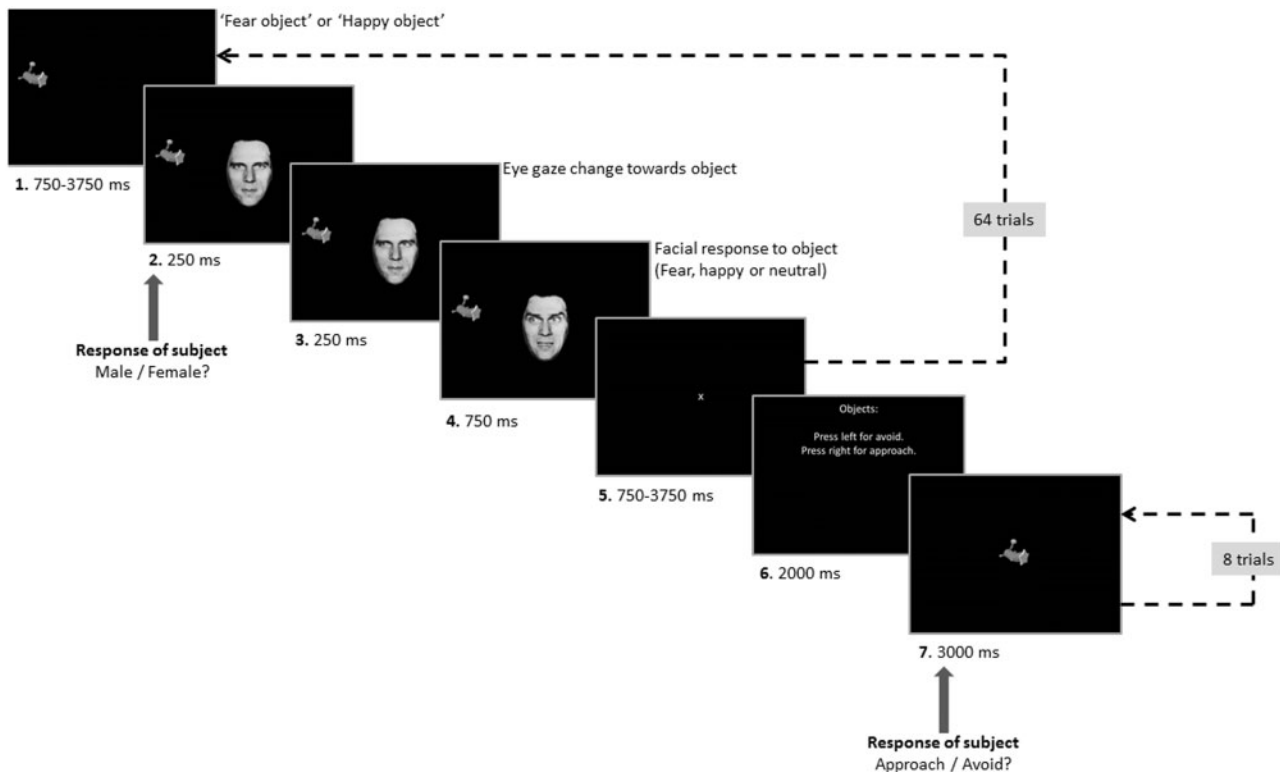 ‘Fear object’ or ‘Happy object’
1. 750-3750 ms
Eye gaze change towards object
2. 250 ms
Response of subject
Male / Female?
64 trials
Facial response to object
(Fear, happy or neutral)
3. 250 ms
4. 750 ms
x
5. 750-3750 ms
Objects:
Press left for avoid.
Press right for approach.
6. 2000 ms
8 trials
7. 3000 ms
Response of subject
Approach / Avoid?